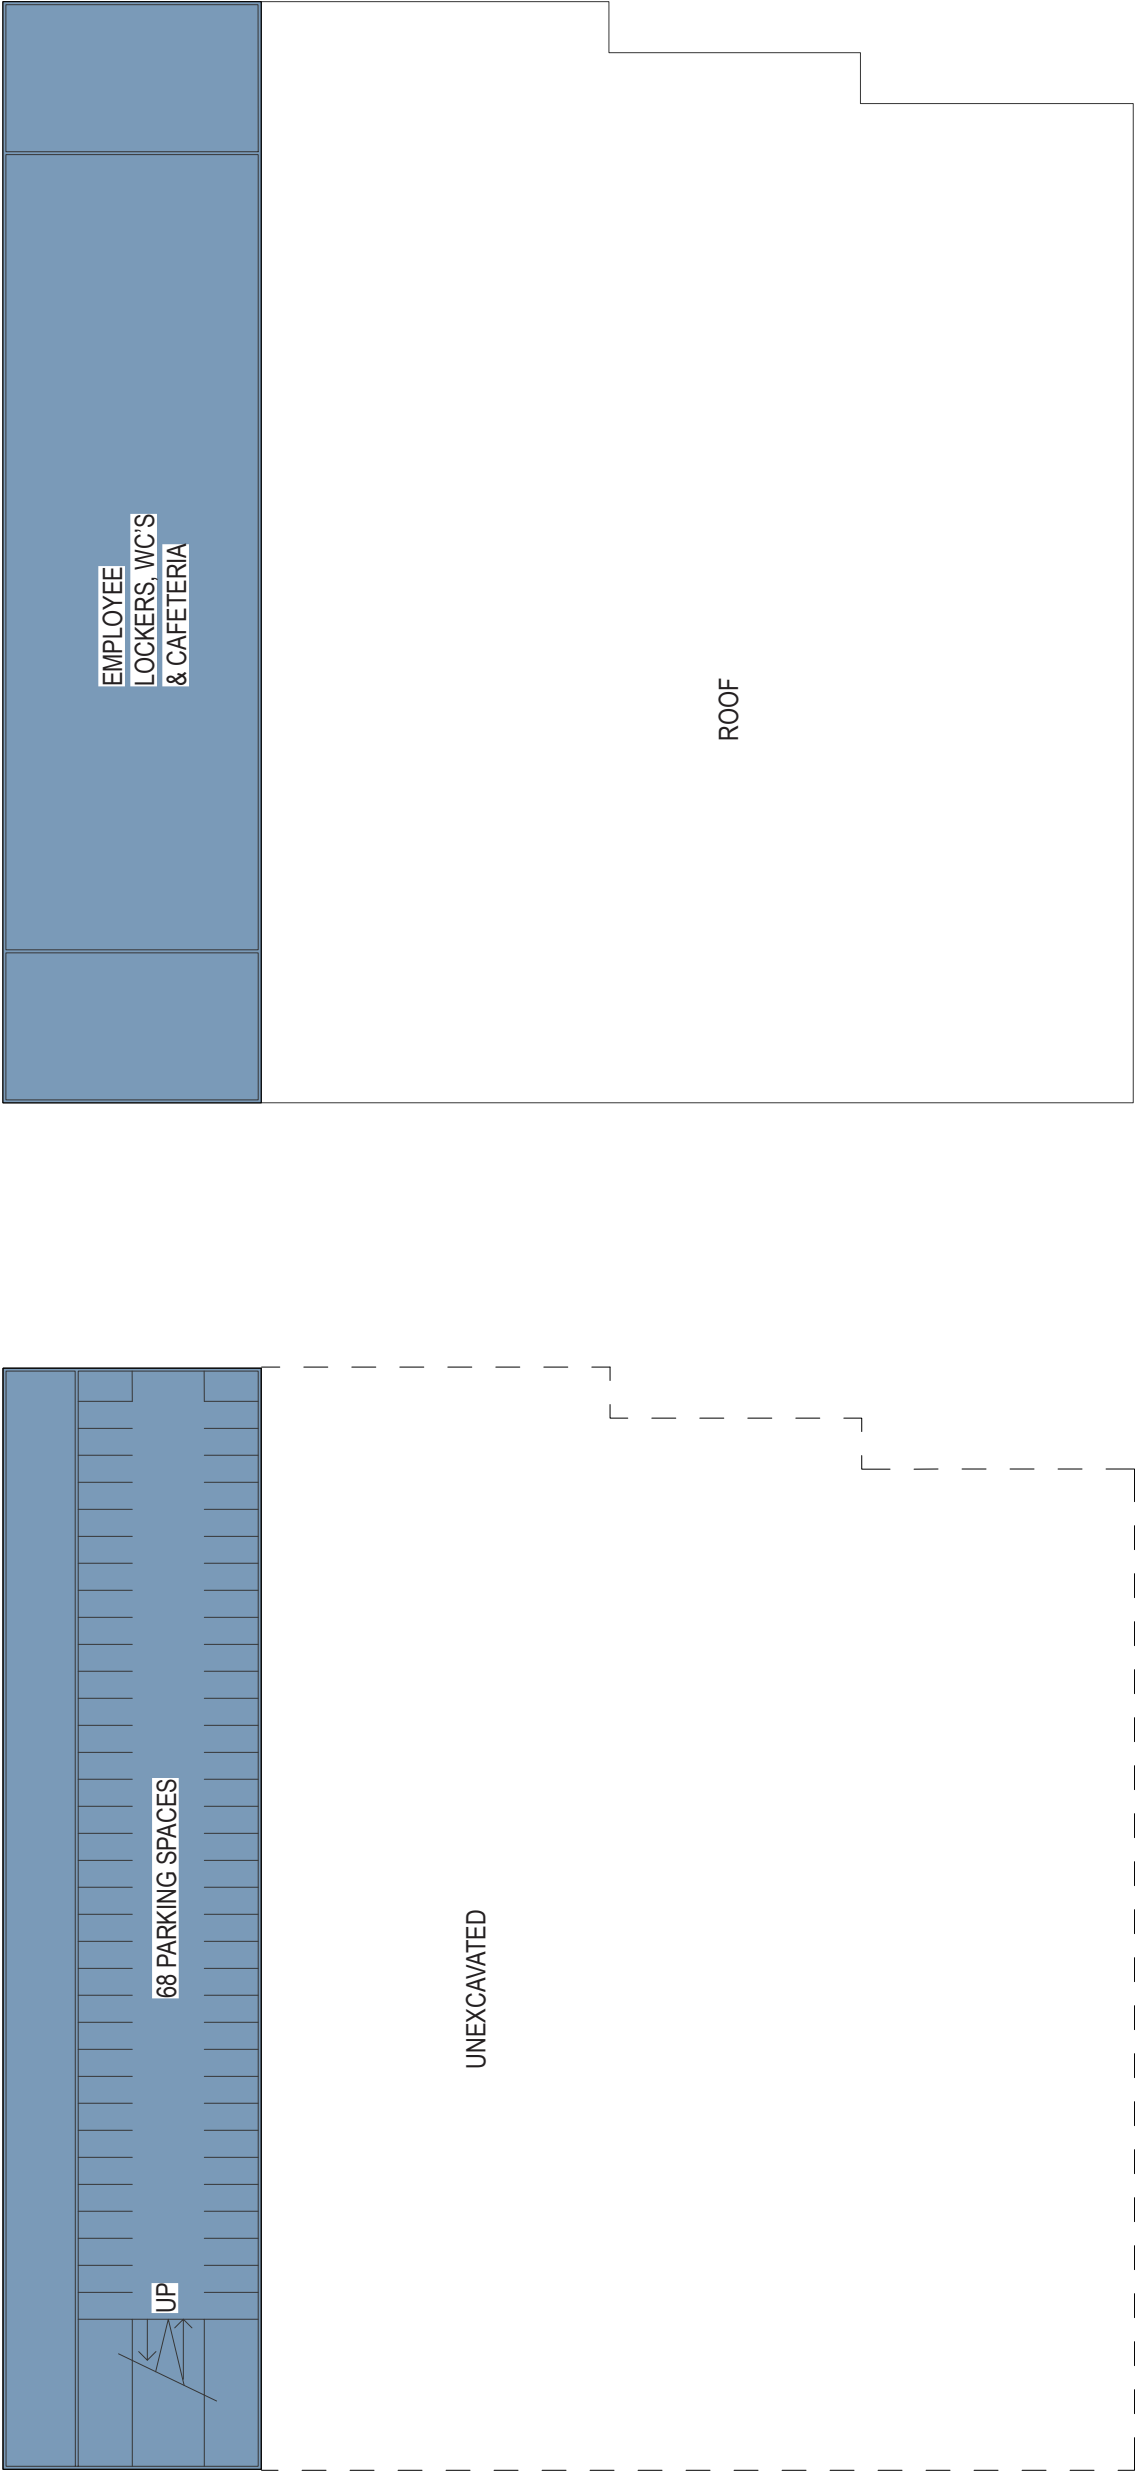 EMPLOYEE
LOCKERS, WC'S
& CAFETERIA
ROOF
68 PARKING SPACES
UP
UNEXCAVATED